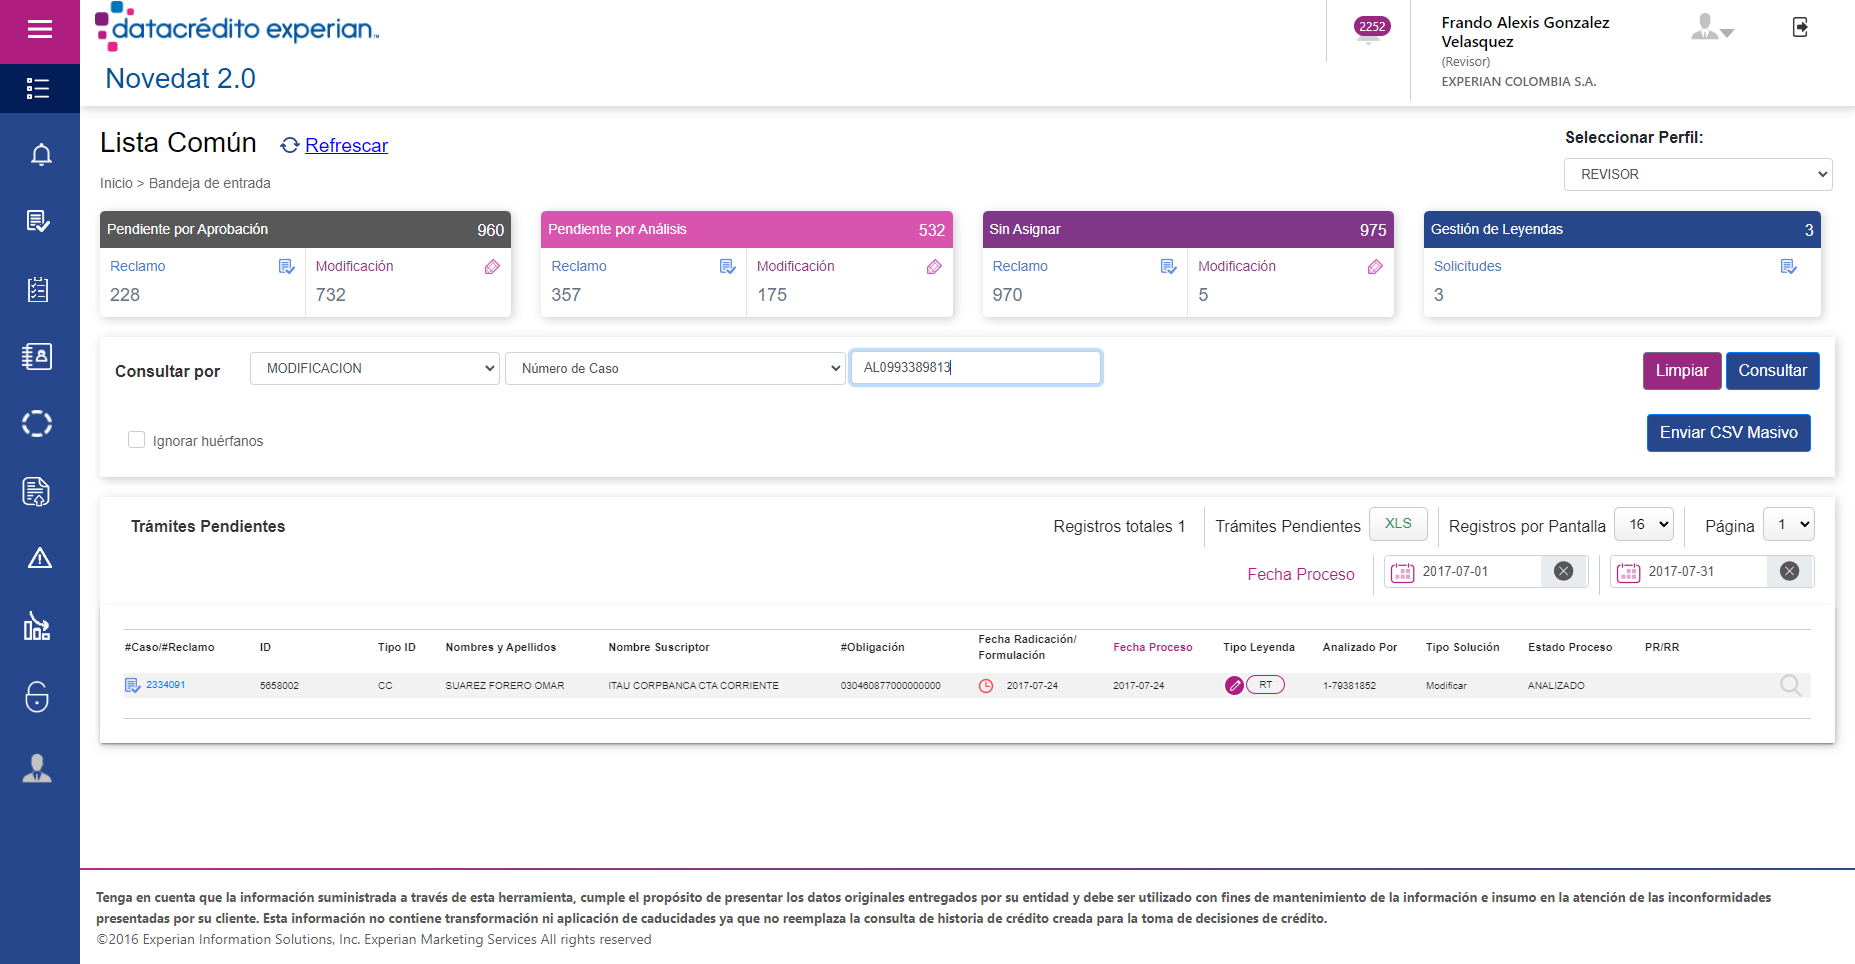 datacrédito experian™
Novedat 2.0
2252
Frando Alexis Gonzalez
Velasquez
(Revisor)
EXPERIAN COLOMBIA S.A.
Lista Común
Refrescar
Inicio > Bandeja de entrada
Seleccionar Perfil:
REVISOR
Pendiente por Aprobación 960
Reclamo Modificación
228 732
Pendiente por Análisis 532
Reclamo Modificación
357 175
Sin Asignar 975
Reclamo Modificación
970 5
Gestión de Leyendas 3
Solicitudes
3
Consultar por MODIFICACION Número de Caso AL0993389813 Limpiar Consultar
Ignorar huérfanos Enviar CSV Masivo
Trámites Pendientes Registros totales 1 Trámites Pendientes XLS Registros por Pantalla 16 Página 1
Fecha Proceso 2017-07-01 2017-07-31
#Caso/#Reclamo ID Tipo ID Nombres y Apellidos Nombre Suscriptor #Obligación Fecha Radicación/ Formulación Fecha Proceso Tipo Leyenda Analizado Por Tipo Solución Estado Proceso PR/RR
2334091 5658002 CC SUAREZ FORERO OMAR ITAU CORPBANCA CTA CORRIENTE 030460877000000000 2017-07-24 2017-07-24 RT 1-79381852 Modificar ANALIZADO
Tenga en cuenta que la información suministrada a través de esta herramienta, cumple el propósito de presentar los datos originales entregados por su entidad y debe ser utilizado con fines de mantenimiento de la información e insumo en la atención de las inconformidades
presentadas por su cliente. Esta información no contiene transformación ni aplicación de caducidades ya que no reemplaza la consulta de historia de crédito creada para la toma de decisiones de crédito.
©2016 Experian Information Solutions, Inc. Experian Marketing Services All rights reserved